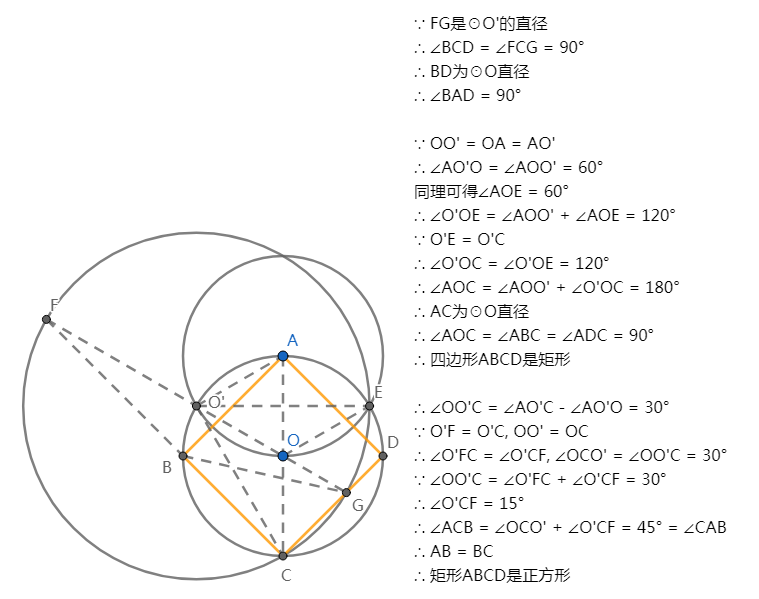 ∵ FG是⊙O'的直径
∴ ∠BCD = ∠FCG = 90°
∴ BD为⊙O直径
∴ ∠BAD = 90°
∵ OO' = OA = AO'
∴ ∠AO'O = ∠AOO' = 60°
同理可得∠AOE = 60°
∴ ∠O'OE = ∠AOO' + ∠AOE = 120°
∵ O'E = O'C
∴ ∠O'OC = ∠O'OE = 120°
∴ ∠AOC = ∠AOO' + ∠O'OC = 180°
∴ AC为⊙O直径
∴ ∠AOC = ∠ABC = ∠ADC = 90°
∴ 四边形ABCD是矩形
∴ ∠OO'C = ∠AO'C - ∠AO'O = 30°
∵ O'F = O'C, OO' = OC
∴ ∠O'FC = ∠O'CF, ∠OCO' = ∠OO'C = 30°
∵ ∠OO'C = ∠O'FC + ∠O'CF = 30°
∴ ∠O'CF = 15°
∴ ∠ACB = ∠OCO' + ∠O'CF = 45° = ∠CAB
∴ AB = BC
∴ 矩形ABCD是正方形
F
A
E
O'
O
D
B
G
C